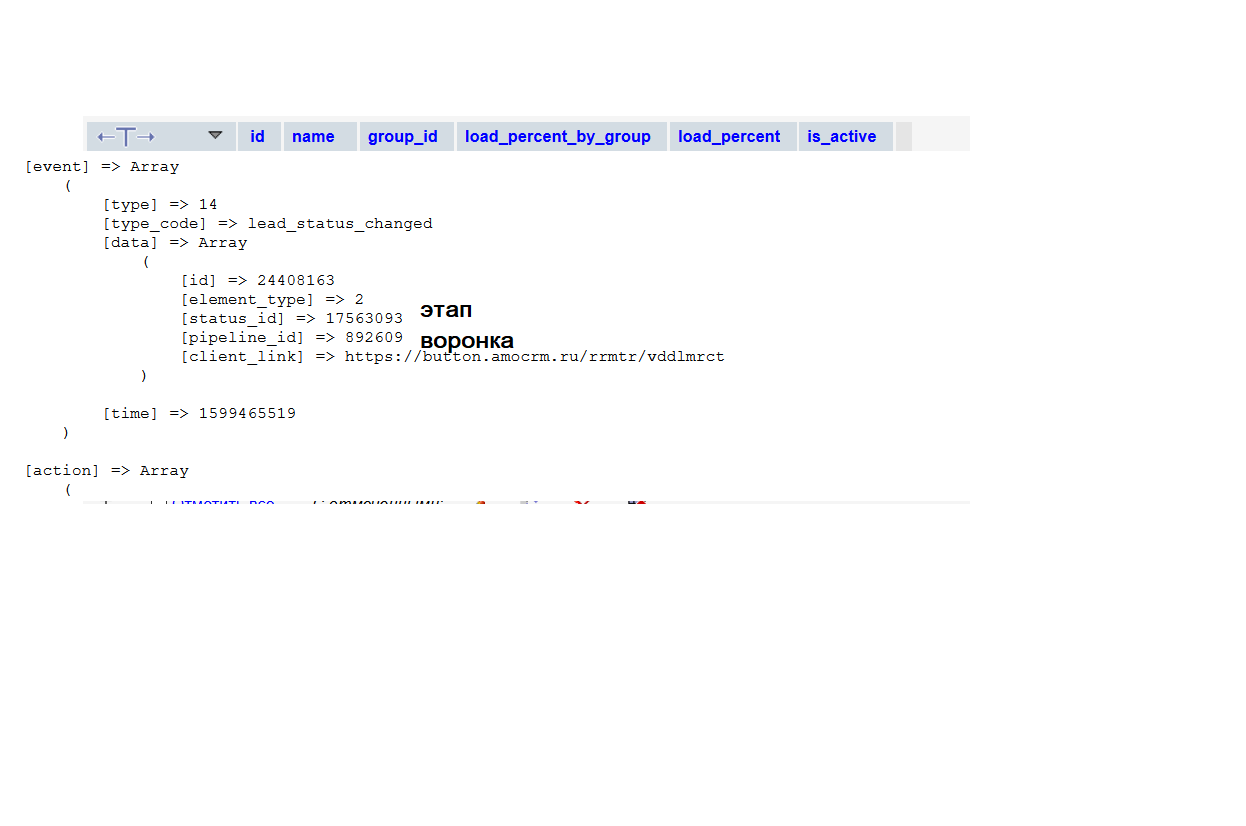 id name group_id load_percent_by_group load_percent is_active
[event] => Array
(
[type] => 14
[type_code] => lead_status_changed
[data] => Array
(
[id] => 24408163
[element_type] => 2
[status_id] => 17563093 этап
[pipeline_id] => 892609 воронка
[client_link] => https://button.amocrm.ru/rrmtr/vddlmrct
)
[time] => 1599465519
)
[action] => Array
(